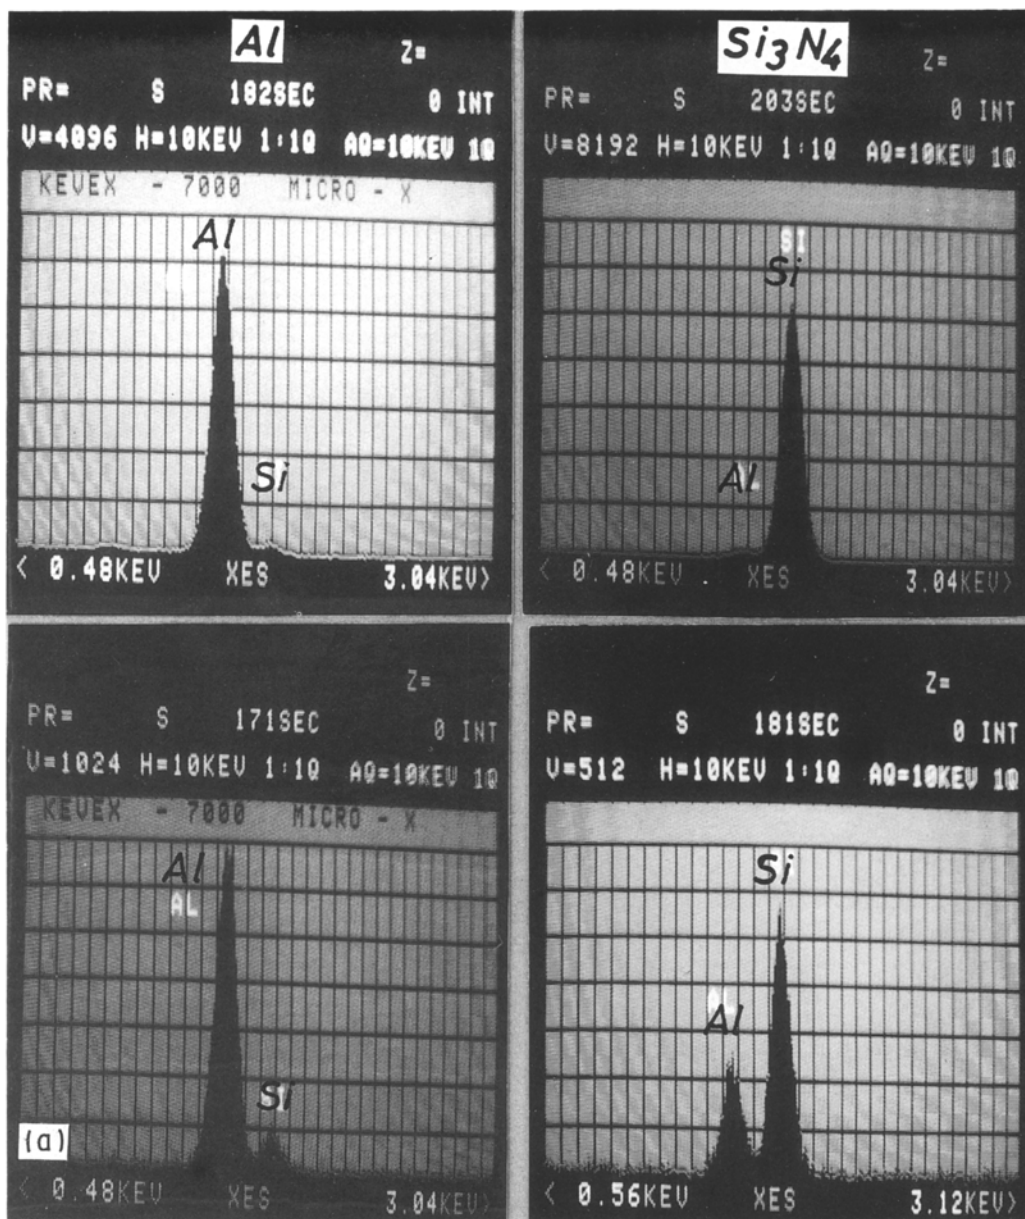 Al
Z=
PR= S 182SEC 0 INT
V=4096 H=10KEV 1:1Q AQ=10KEV 1Q
KEVEX - 7000 MICRO - X
Al
Si
< 0.48KEV XES 3.04KEV>
Si3N4
Z=
PR= S 203SEC 0 INT
V=8192 H=10KEV 1:1Q AQ=10KEV 1Q
SI
Si
Al
< 0.48KEV XES 3.04KEV>
Z=
PR= S 171SEC 0 INT
V=1024 H=10KEV 1:1Q AQ=10KEV 1Q
KEVEX - 7000 MICRO - X
Al
AL
Si
(a)
< 0.48KEV XES 3.04KEV>
Z=
PR= S 181SEC 0 INT
V=512 H=10KEV 1:1Q AQ=10KEV 1Q
Si
Al
< 0.56KEV XES 3.12KEV>